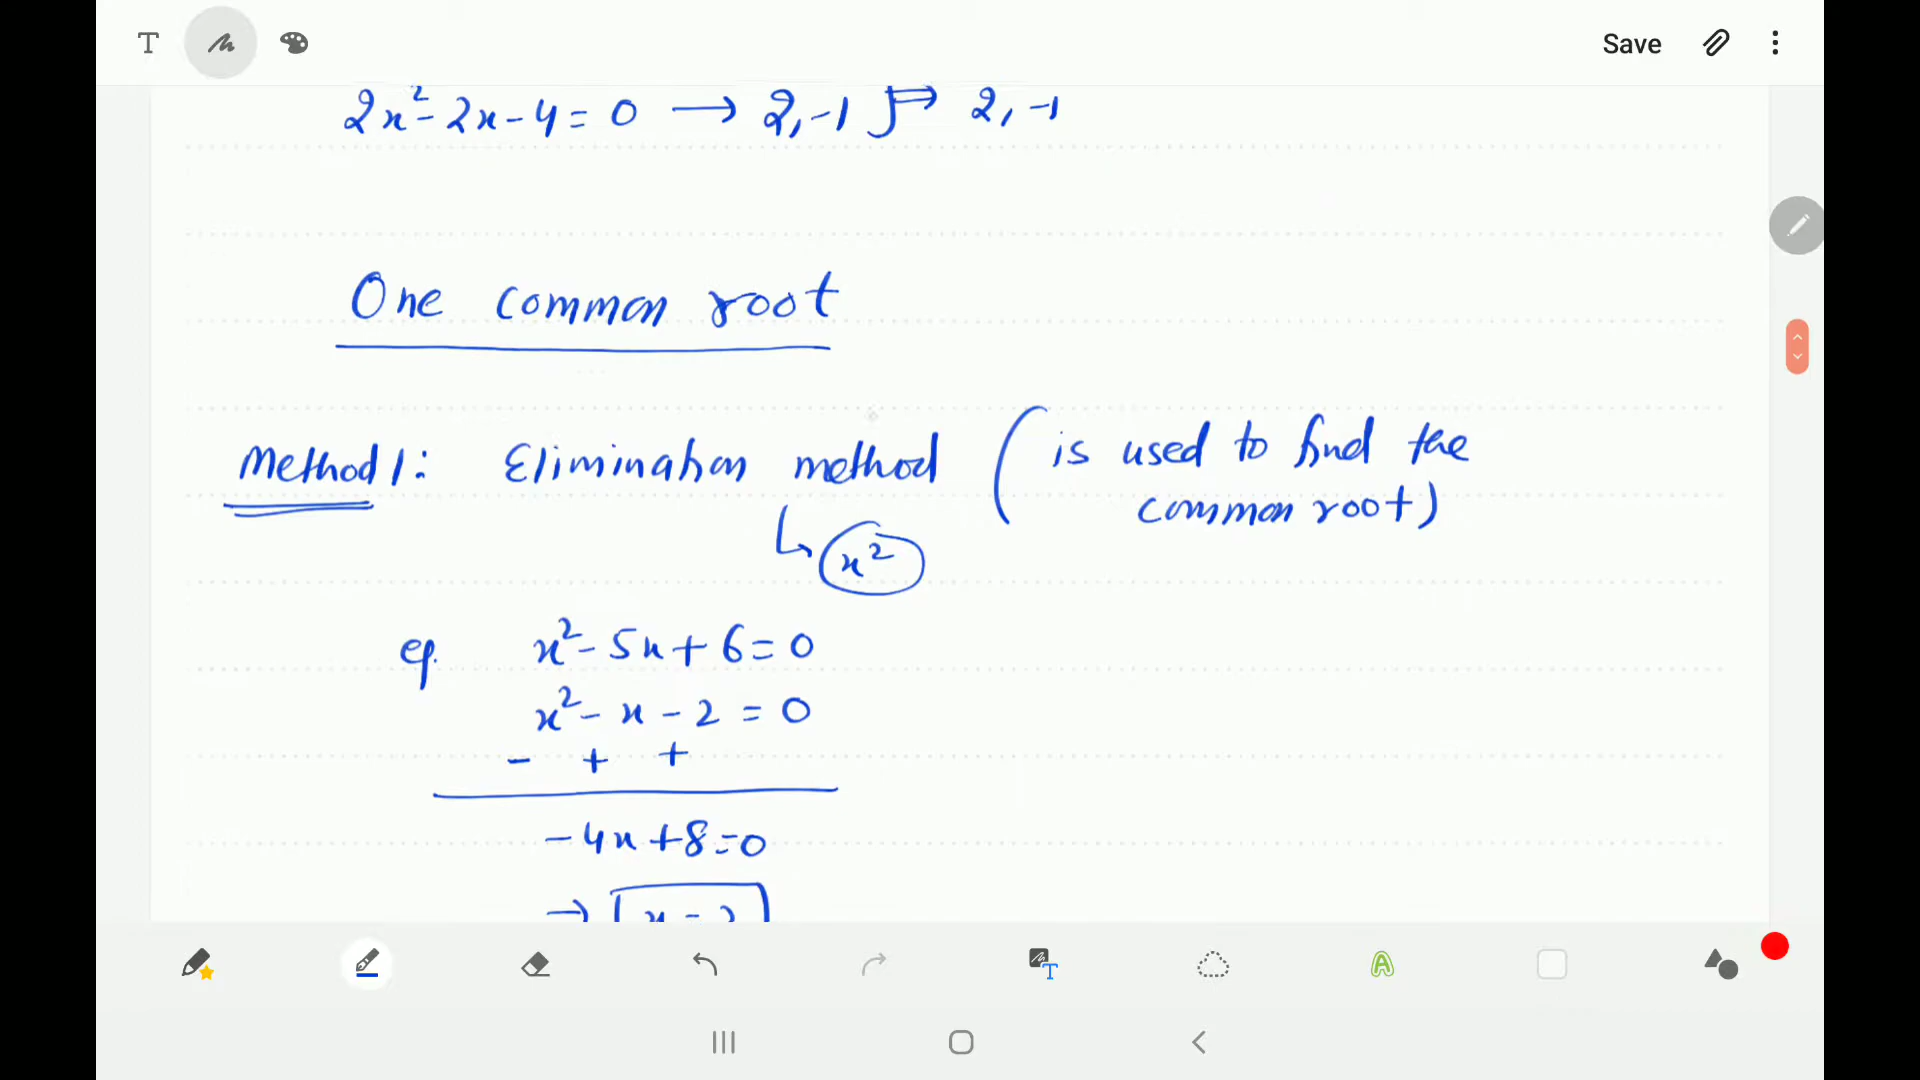 Save
2x²-2x-4=0 → 2,-1 ⇒ 2,-1
One common root
Method 1: Elimination method (is used to find the
common root)
↳ x²
eg. x²-5x+6=0
x²-x-2=0
- + +
-4x+8=0
→ x=2